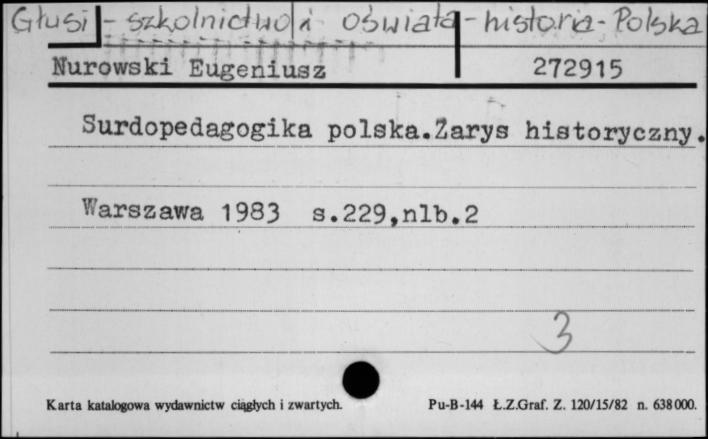 Głusi - szkolnictwo i oświata - historia - Polska
Nurowski Eugeniusz 272915
Surdopedagogika polska.Zarys historyczny.
Warszawa 1983 s.229,nlb.2
3
Karta katalogowa wydawnictw ciągłych i zwartych. Pu-B-144 Ł.Z.Graf. Z. 120/15/82 n. 638000.